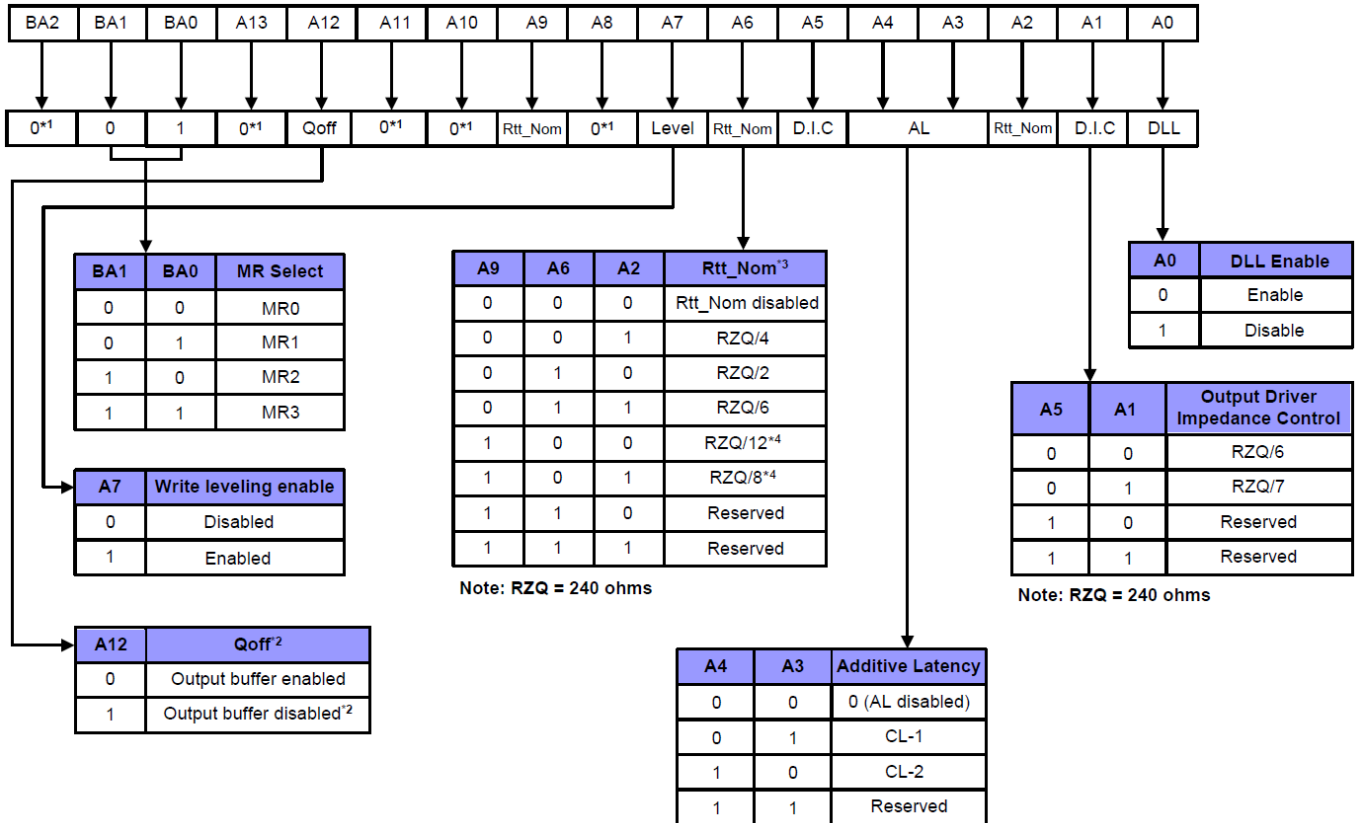 BA2 BA1 BA0 A13 A12 A11 A10 A9 A8 A7 A6 A5 A4 A3 A2 A1 A0
0*1 0 1 0*1 Qoff 0*1 0*1 Rtt_Nom 0*1 Level Rtt_Nom D.I.C AL Rtt_Nom D.I.C DLL
BA1 BA0 MR Select
0 0 MR0
0 1 MR1
1 0 MR2
1 1 MR3
A7 Write leveling enable
0 Disabled
1 Enabled
A12 Qoff*2
0 Output buffer enabled
1 Output buffer disabled*2
A9 A6 A2 Rtt_Nom*3
0 0 0 Rtt_Nom disabled
0 0 1 RZQ/4
0 1 0 RZQ/2
0 1 1 RZQ/6
1 0 0 RZQ/12*4
1 0 1 RZQ/8*4
1 1 0 Reserved
1 1 1 Reserved
Note: RZQ = 240 ohms
A4 A3 Additive Latency
0 0 0 (AL disabled)
0 1 CL-1
1 0 CL-2
1 1 Reserved
A0 DLL Enable
0 Enable
1 Disable
A5 A1 Output Driver
Impedance Control
0 0 RZQ/6
0 1 RZQ/7
1 0 Reserved
1 1 Reserved
Note: RZQ = 240 ohms